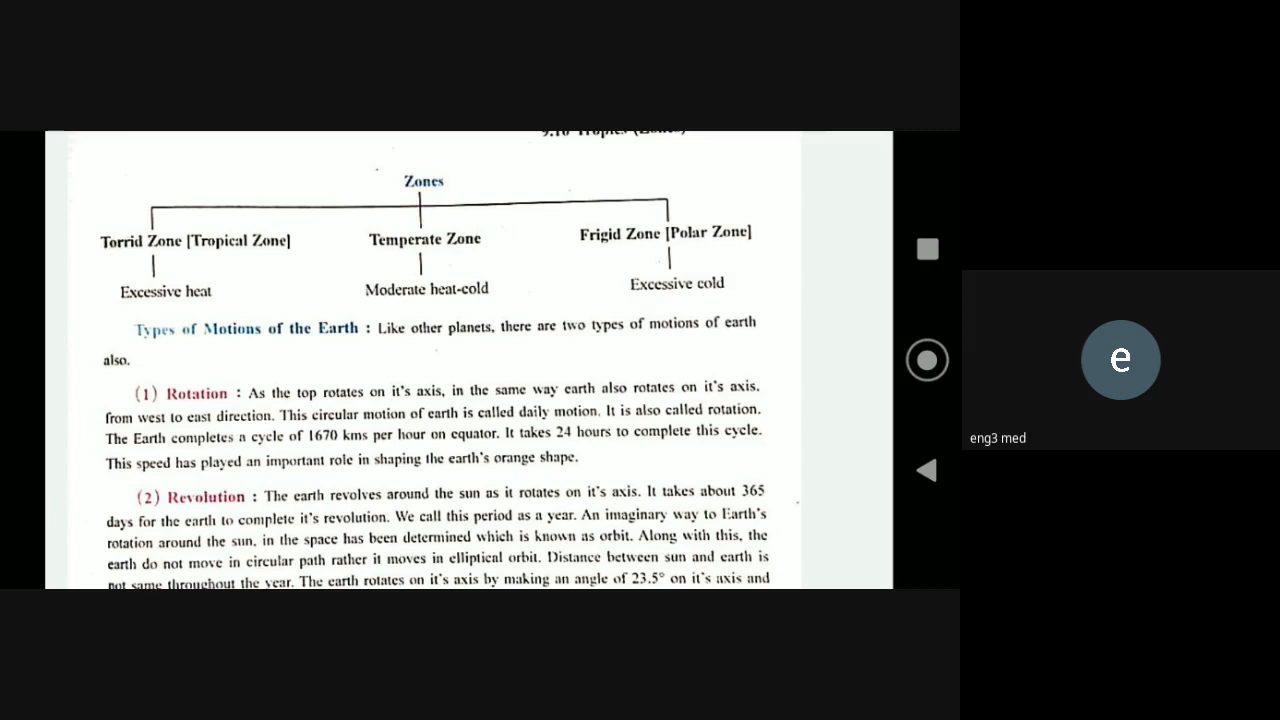 Zones
Torrid Zone [Tropical Zone]
Temperate Zone
Frigid Zone [Polar Zone]
Excessive heat
Moderate heat-cold
Excessive cold
Types of Motions of the Earth : Like other planets, there are two types of motions of earth
also.
(1) Rotation : As the top rotates on it's axis, in the same way earth also rotates on it's axis.
from west to east direction. This circular motion of earth is called daily motion. It is also called rotation.
The Earth completes a cycle of 1670 kms per hour on equator. It takes 24 hours to complete this cycle.
This speed has played an important role in shaping the earth's orange shape.
(2) Revolution : The earth revolves around the sun as it rotates on it's axis. It takes about 365
days for the earth to complete it's revolution. We call this period as a year. An imaginary way to Earth's
rotation around the sun, in the space has been determined which is known as orbit. Along with this, the
earth do not move in circular path rather it moves in elliptical orbit. Distance between sun and earth is
not same throughout the year. The earth rotates on it's axis by making an angle of 23.5° on it's axis and
e
eng3 med